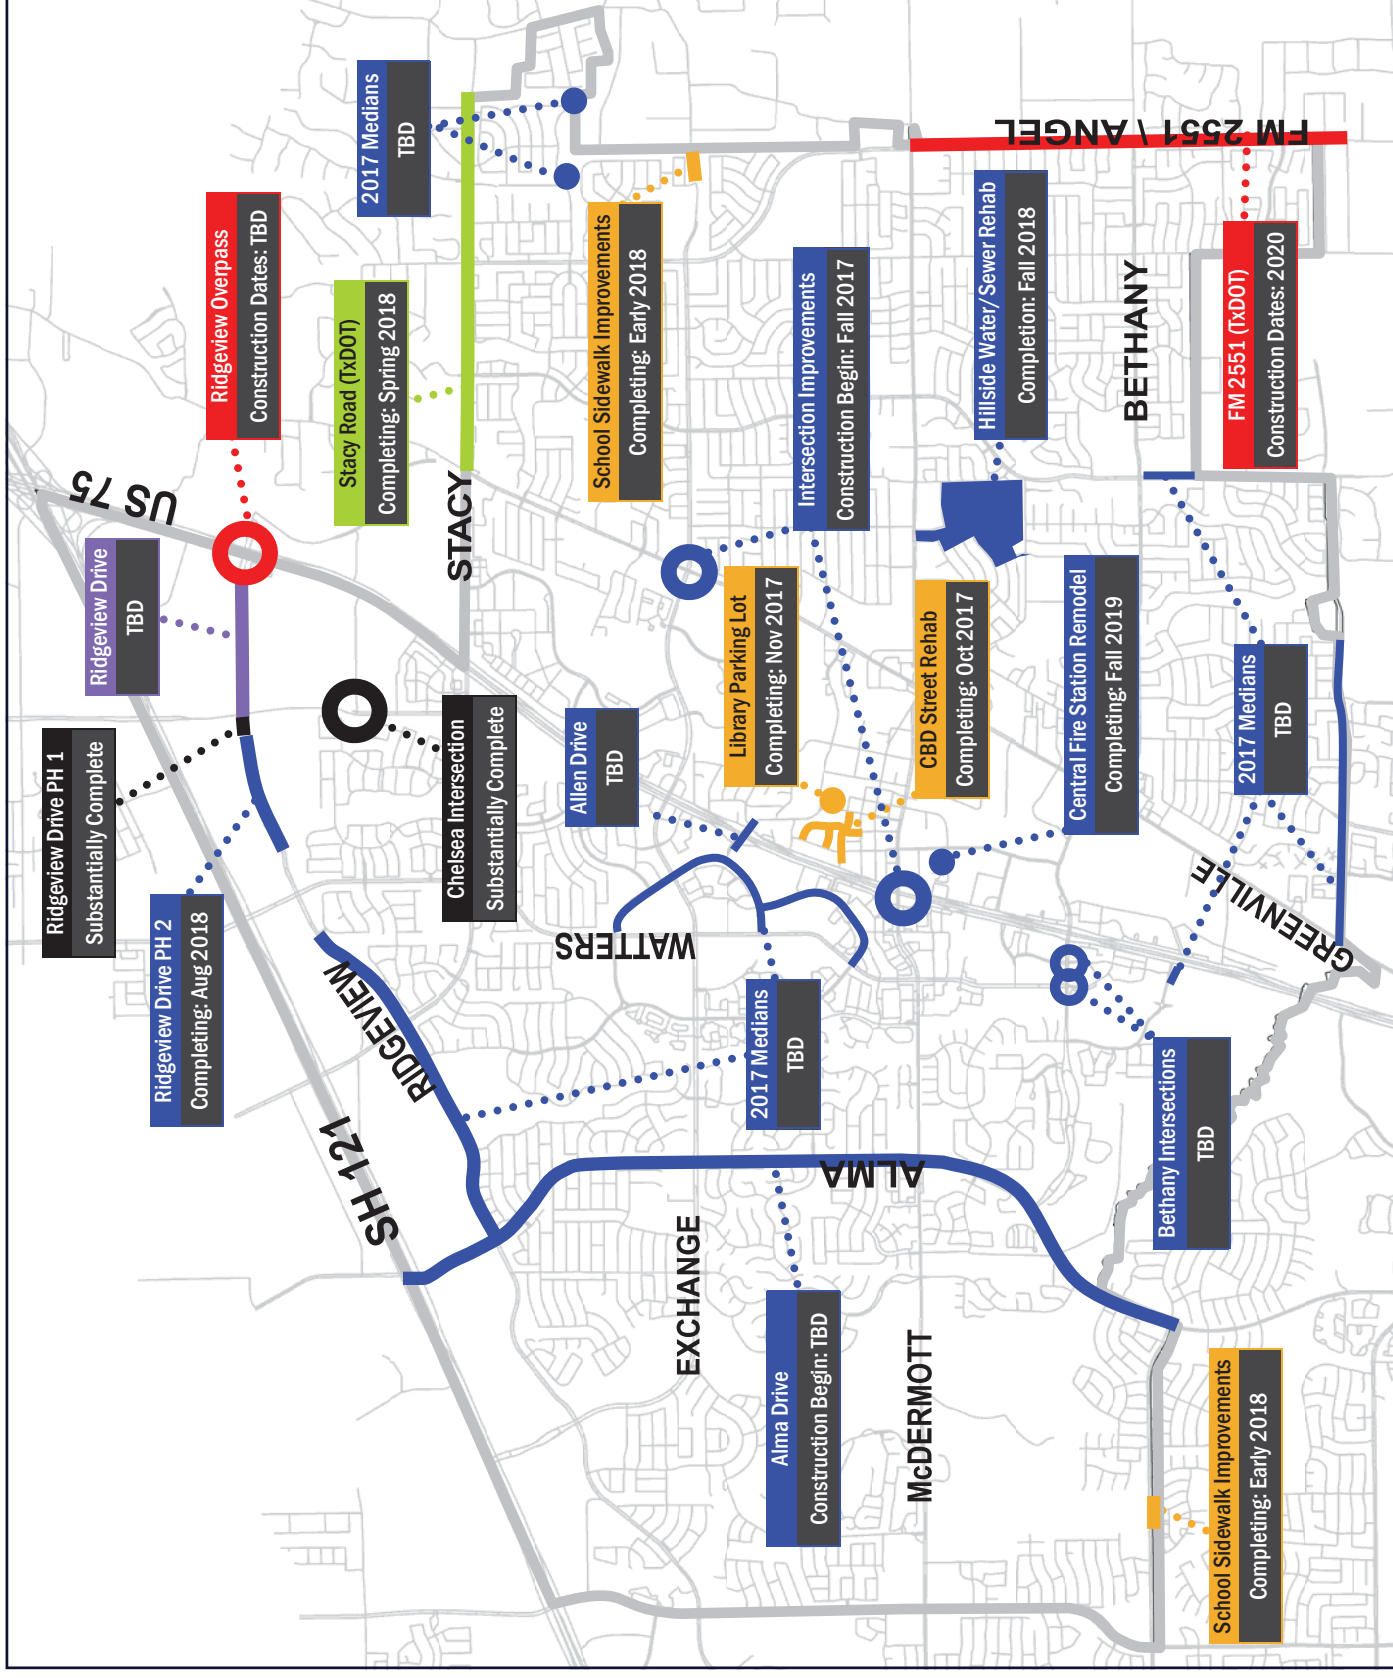 Ridgeview Drive PH 1
Substantially Complete
Ridgeview Drive PH 2
Completing: Aug 2018
Ridgeview Drive
TBD
US 75
Ridgeview Overpass
Construction Dates: TBD
Stacy Road (TxDOT)
Completing: Spring 2018
2017 Medians
TBD
STACY
SH 121
RIDGEVIEW
Chelsea Intersection
Substantially Complete
WATTERS
Allen Drive
TBD
School Sidewalk Improvements
Completing: Early 2018
EXCHANGE
2017 Medians
TBD
Library Parking Lot
Completing: Nov 2017
Intersection Improvements
Construction Begin: Fall 2017
Alma Drive
Construction Begin: TBD
ALMA
McDERMOTT
CBD Street Rehab
Completing: Oct 2017
Hillside Water/Sewer Rehab
Completion: Fall 2018
FM 2551 \ ANGEL
Central Fire Station Remodel
Completing: Fall 2019
BETHANY
Bethany Intersections
TBD
GREENVILLE
2017 Medians
TBD
FM 2551 (TxDOT)
Construction Dates: 2020
School Sidewalk Improvements
Completing: Early 2018